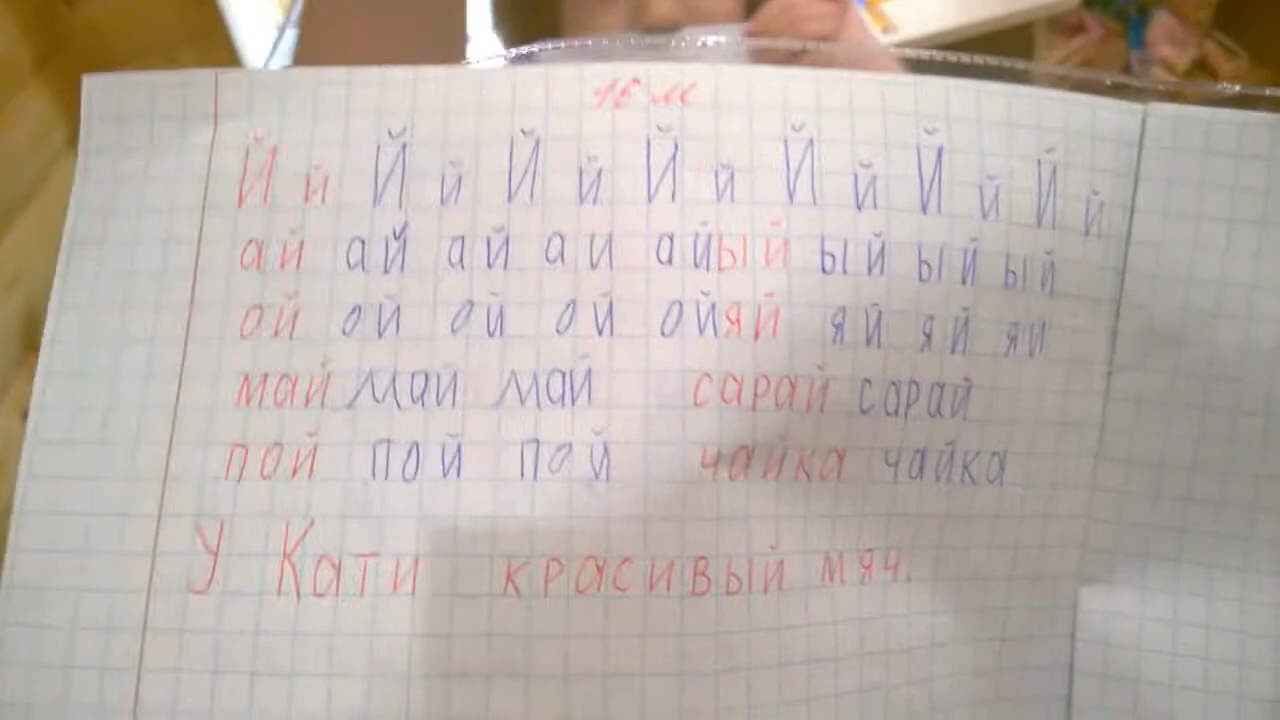 16 м
Й й Й й Й й Й й Й й Й й Й й
ай ай ай ай ай ый ый ый ый
ой ой ой ой ой яй яй яй яй
май май май сарай сарай
пой пой пой чайка чайка
У Кати красивый мяч.